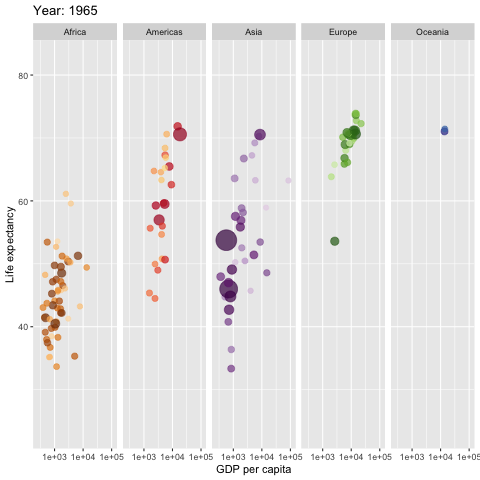 Year: 1965
Africa Americas Asia Europe Oceania
80
60
40
Life expectancy
1e+03 1e+04 1e+05 1e+03 1e+04 1e+05 1e+03 1e+04 1e+05 1e+03 1e+04 1e+05 1e+03 1e+04 1e+05
GDP per capita